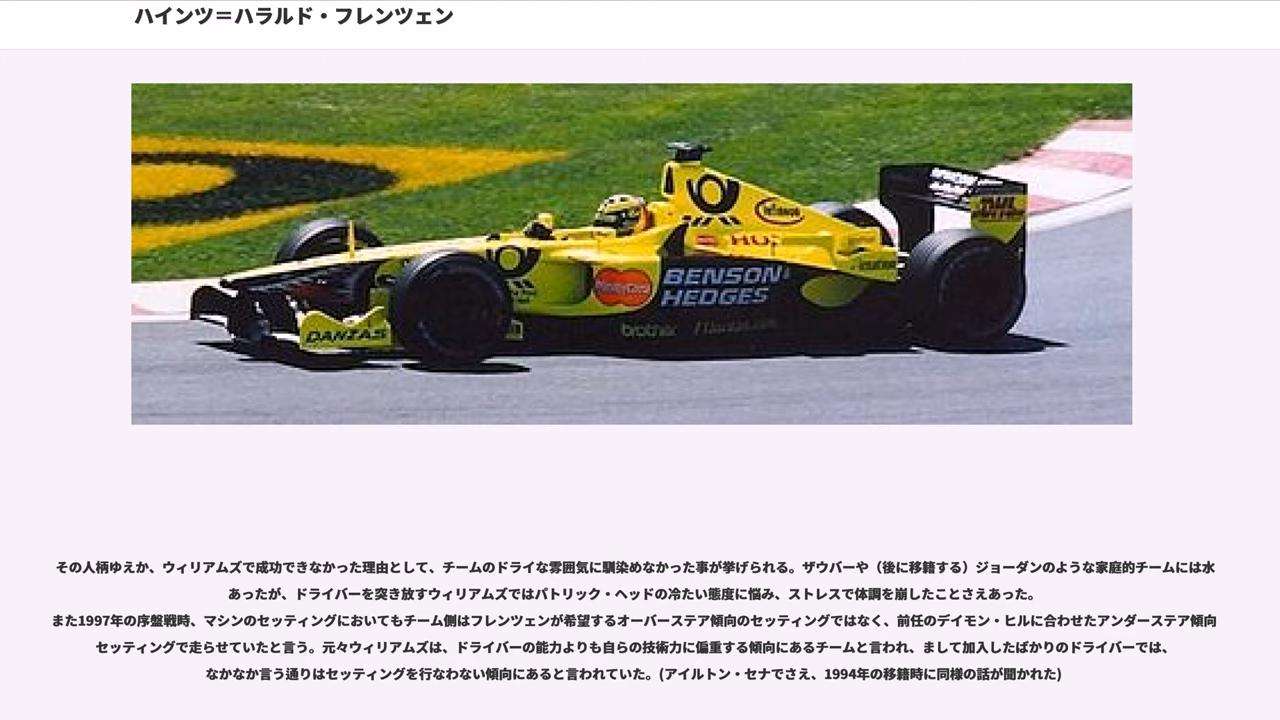 ハインツ＝ハラルド・フレンツェン
BENSON
HEDGES
MasterCard
DANZAS
brother
その人柄ゆえか、ウィリアムズで成功できなかった理由として、チームのドライな雰囲気に馴染めなかった事が挙げられる。ザウバーや（後に移籍する）ジョーダンのような家庭的チームには水
あったが、ドライバーを突き放すウィリアムズではパトリック・ヘッドの冷たい態度に悩み、ストレスで体調を崩したことさえあった。
また1997年の序盤戦時、マシンのセッティングにおいてもチーム側はフレンツェンが希望するオーバーステア傾向のセッティングではなく、前任のデイモン・ヒルに合わせたアンダーステア傾向
セッティングで走らせていたと言う。元々ウィリアムズは、ドライバーの能力よりも自らの技術力に偏重する傾向にあるチームと言われ、まして加入したばかりのドライバーでは、
なかなか言う通りはセッティングを行なわない傾向にあると言われていた。(アイルトン・セナでさえ、1994年の移籍時に同様の話が聞かれた)